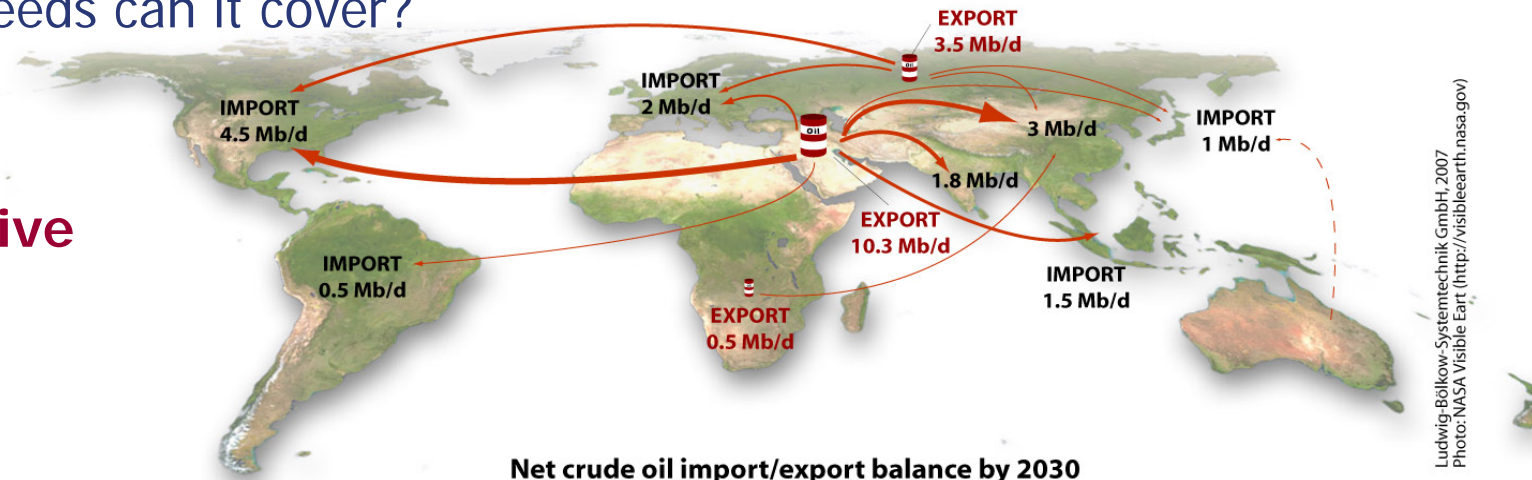 eeds can it cover?
ive
EXPORT
3.5 Mb/d
Oil
IMPORT
2 Mb/d
IMPORT
4.5 Mb/d
Oil
3 Mb/d
IMPORT
1 Mb/d
1.8 Mb/d
EXPORT
10.3 Mb/d
IMPORT
0.5 Mb/d
IMPORT
1.5 Mb/d
EXPORT
0.5 Mb/d
Net crude oil import/export balance by 2030
Ludwig-Bölkow-Systemtechnik GmbH, 2007
Photo: NASA Visible Eart (http://visibleearth.nasa.gov)